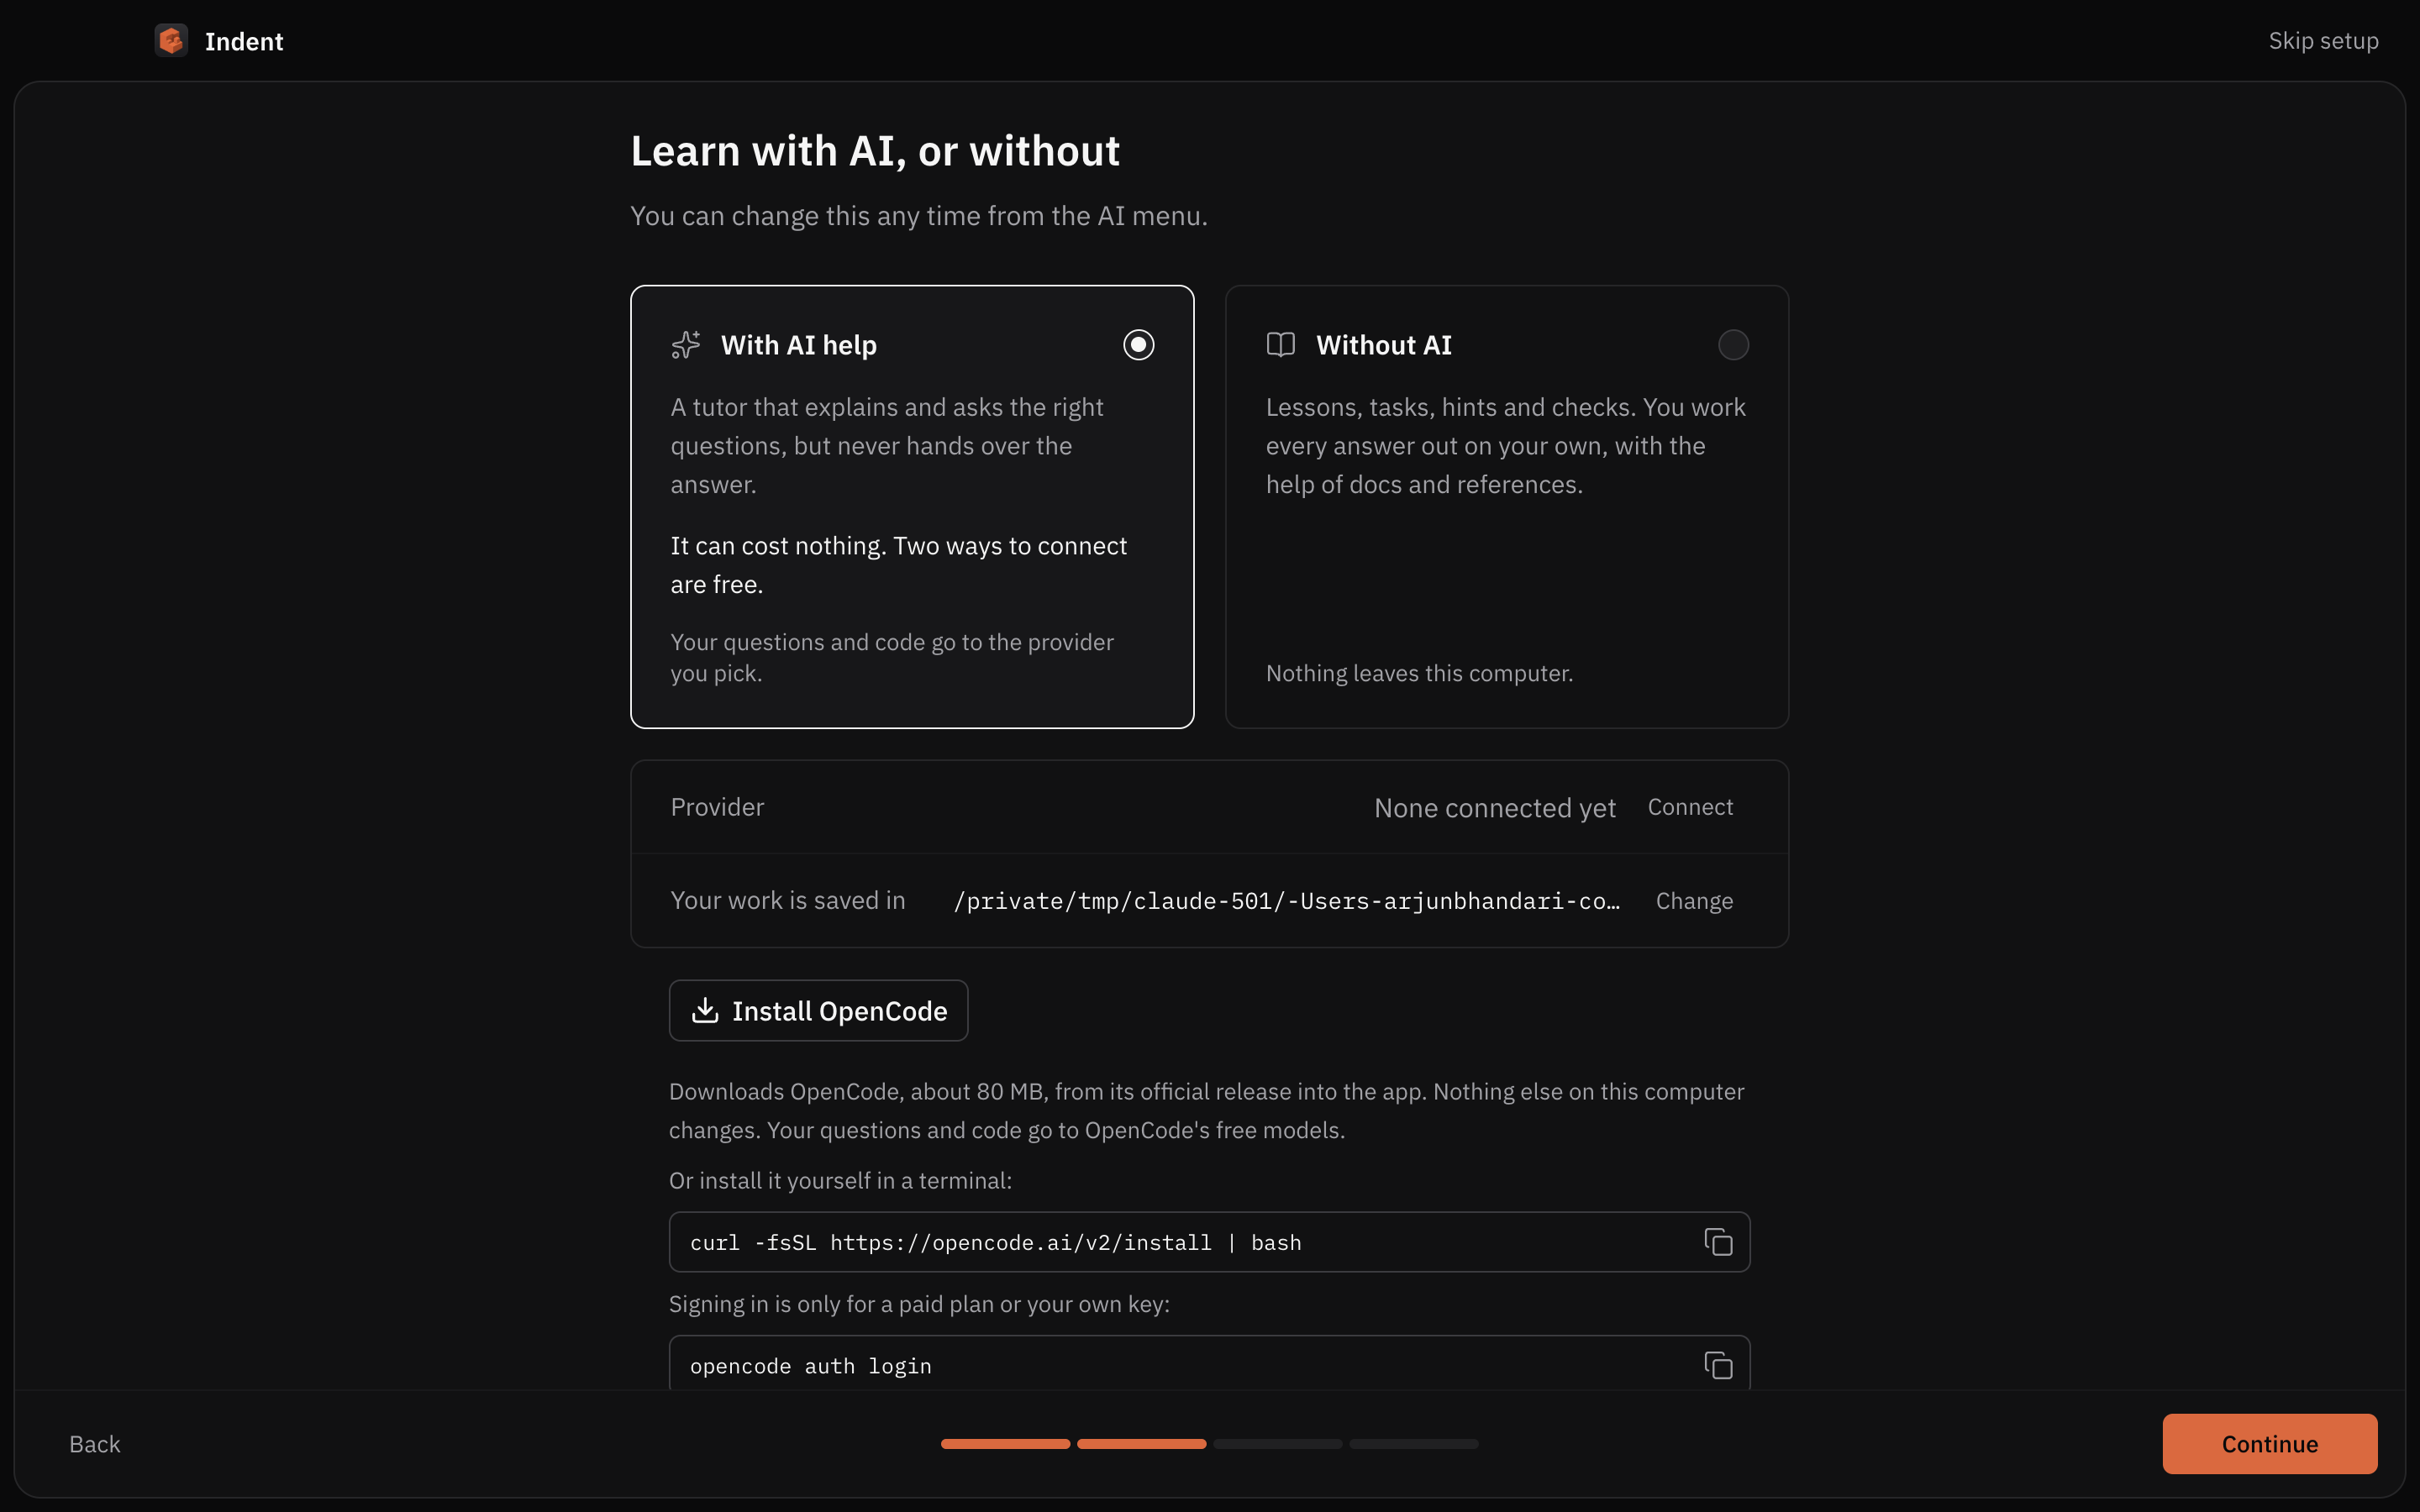 Indent
Skip setup
Learn with AI, or without
You can change this any time from the AI menu.
With AI help
A tutor that explains and asks the right
questions, but never hands over the
answer.
It can cost nothing. Two ways to connect
are free.
Your questions and code go to the provider
you pick.
Without AI
Lessons, tasks, hints and checks. You work
every answer out on your own, with the
help of docs and references.
Nothing leaves this computer.
Provider
None connected yet
Connect
Your work is saved in
/private/tmp/claude-501/-Users-arjunbhandari-co…
Change
Install OpenCode
Downloads OpenCode, about 80 MB, from its official release into the app. Nothing else on this computer
changes. Your questions and code go to OpenCode's free models.
Or install it yourself in a terminal:
curl -fsSL https://opencode.ai/v2/install | bash
Signing in is only for a paid plan or your own key:
opencode auth login
Back
Continue